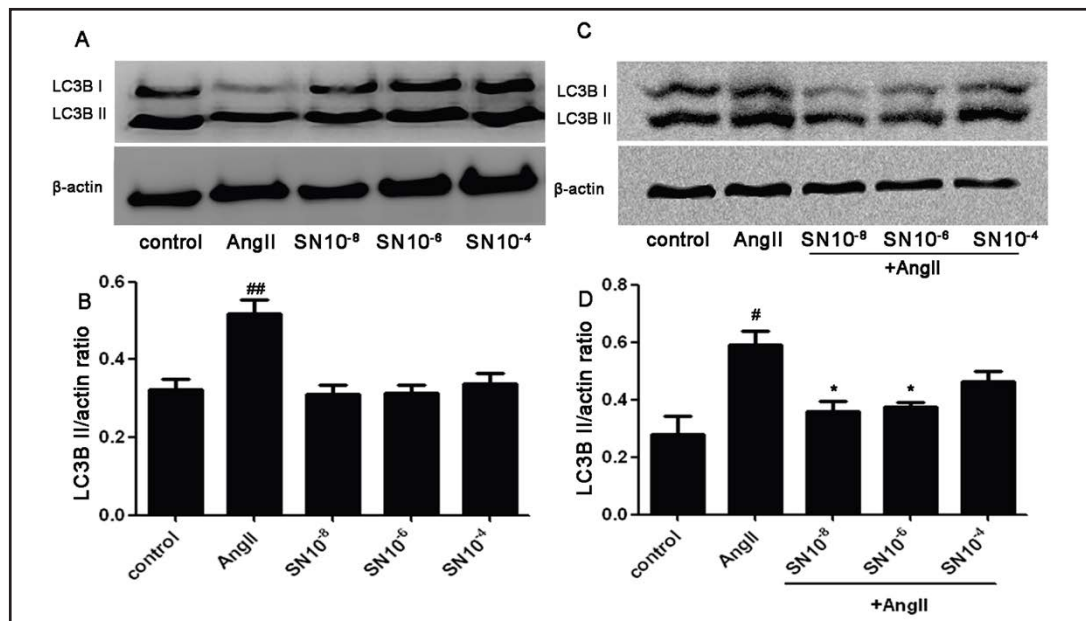 A
LC3B I
LC3B II
β-actin
control AngII SN10⁻⁸ SN10⁻⁶ SN10⁻⁴
B
LC3B II/actin ratio
0.6
0.4
0.2
0.0
##
control AngII SN10⁻⁸ SN10⁻⁶ SN10⁻⁴
C
LC3B I
LC3B II
β-actin
control AngII SN10⁻⁸ SN10⁻⁶ SN10⁻⁴
+AngII
D
LC3B II/actin ratio
0.8
0.6
0.4
0.2
0.0
#
* *
control AngII SN10⁻⁸ SN10⁻⁶ SN10⁻⁴
+AngII